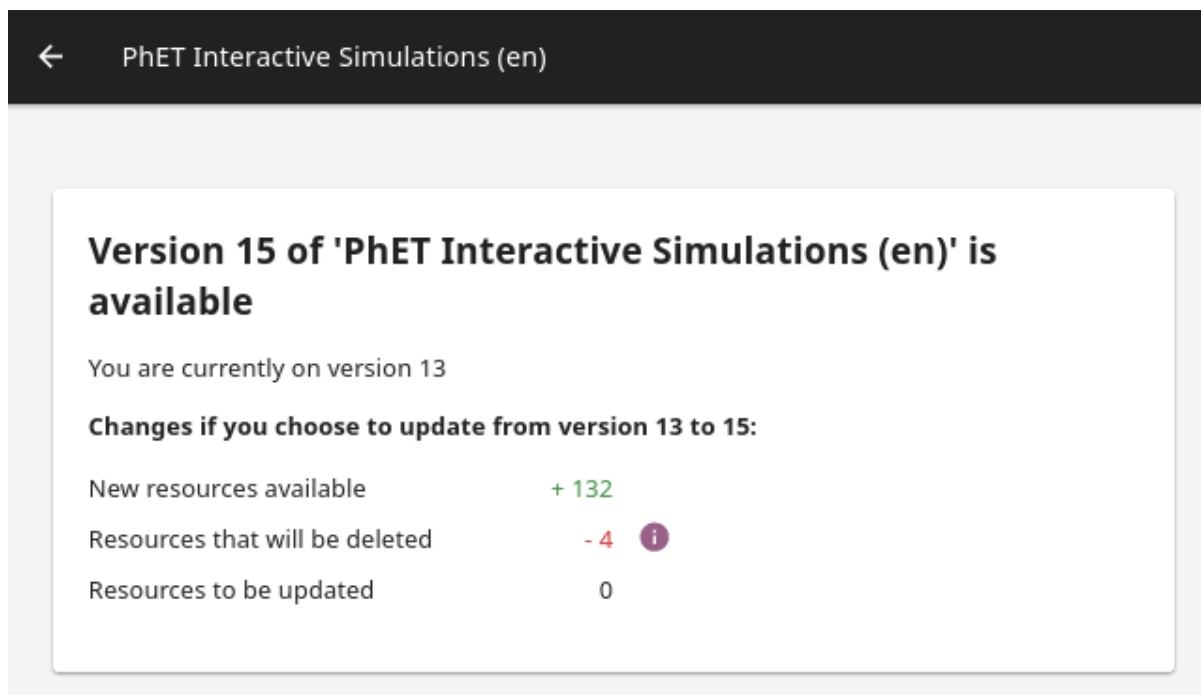 PhET Interactive Simulations (en)
Version 15 of 'PhET Interactive Simulations (en)' is
available
You are currently on version 13
Changes if you choose to update from version 13 to 15:
New resources available + 132
Resources that will be deleted - 4 i
Resources to be updated 0